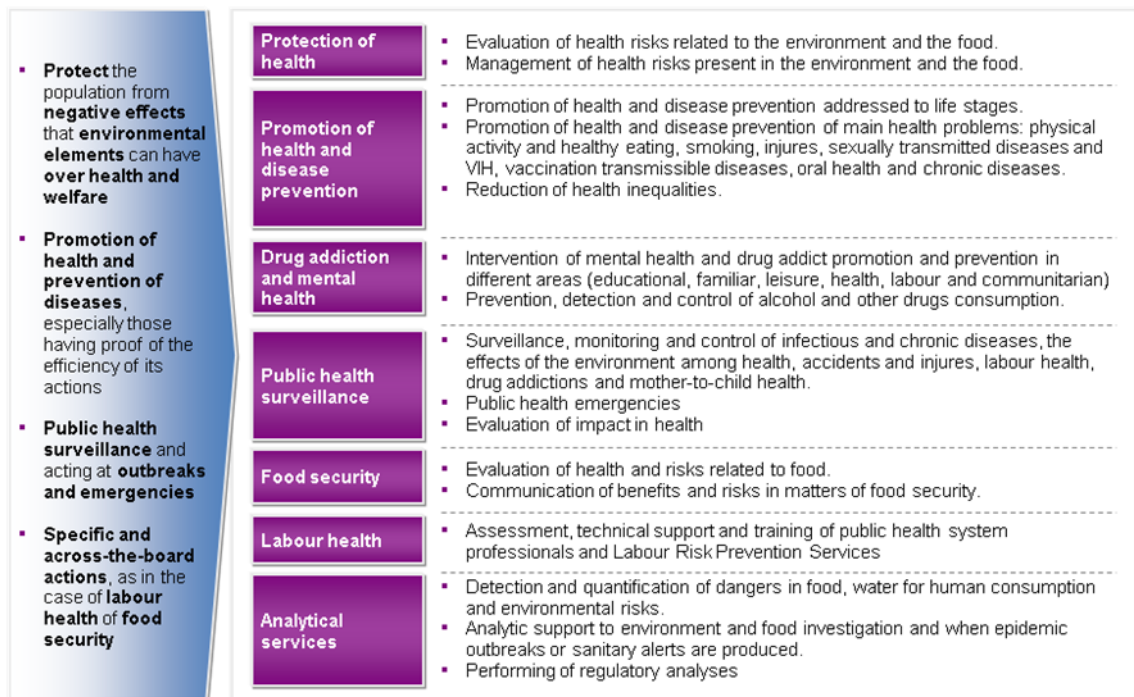 ▪ Protect the
population from
negative effects
that environmental
elements can have
over health and
welfare
▪ Promotion of
health and
prevention of
diseases,
especially those
having proof of the
efficiency of its
actions
▪ Public health
surveillance and
acting at outbreaks
and emergencies
▪ Specific and
across-the-board
actions, as in the
case of labour
health of food
security
Protection of
health
▪ Evaluation of health risks related to the environment and the food.
▪ Management of health risks present in the environment and the food.
Promotion of
health and
disease
prevention
▪ Promotion of health and disease prevention addressed to life stages.
▪ Promotion of health and disease prevention of main health problems: physical
activity and healthy eating, smoking, injures, sexually transmitted diseases and
VIH, vaccination transmissible diseases, oral health and chronic diseases.
▪ Reduction of health inequalities.
Drug addiction
and mental
health
▪ Intervention of mental health and drug addict promotion and prevention in
different areas (educational, familiar, leisure, health, labour and communitarian)
▪ Prevention, detection and control of alcohol and other drugs consumption.
Public health
surveillance
▪ Surveillance, monitoring and control of infectious and chronic diseases, the
effects of the environment among health, accidents and injures, labour health,
drug addictions and mother-to-child health.
▪ Public health emergencies
▪ Evaluation of impact in health
Food security
▪ Evaluation of health and risks related to food.
▪ Communication of benefits and risks in matters of food security.
Labour health
▪ Assessment, technical support and training of public health system
professionals and Labour Risk Prevention Services
Analytical
services
▪ Detection and quantification of dangers in food, water for human consumption
and environmental risks.
▪ Analytic support to environment and food investigation and when epidemic
outbreaks or sanitary alerts are produced.
▪ Performing of regulatory analyses